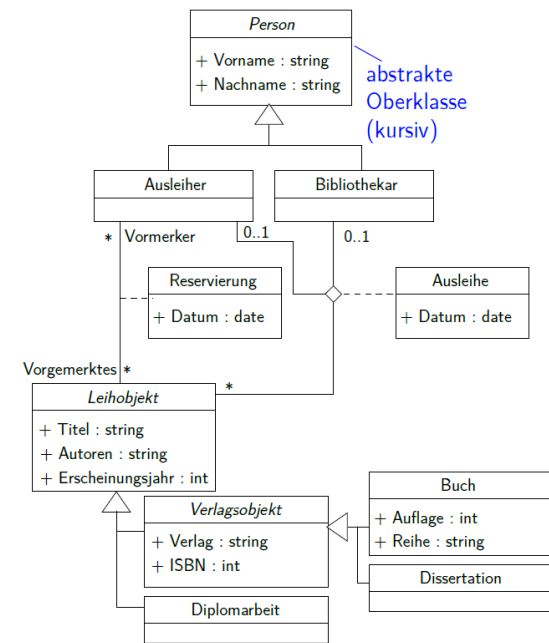 Person
+ Vorname : string
+ Nachname : string
abstrakte
Oberklasse
(kursiv)
Ausleiher
Bibliothekar
* Vormerker
0..1
0..1
Reservierung
+ Datum : date
Ausleihe
+ Datum : date
Vorgemerktes *
*
Leihobjekt
+ Titel : string
+ Autoren : string
+ Erscheinungsjahr : int
Verlagsobjekt
+ Verlag : string
+ ISBN : int
Buch
+ Auflage : int
+ Reihe : string
Dissertation
Diplomarbeit